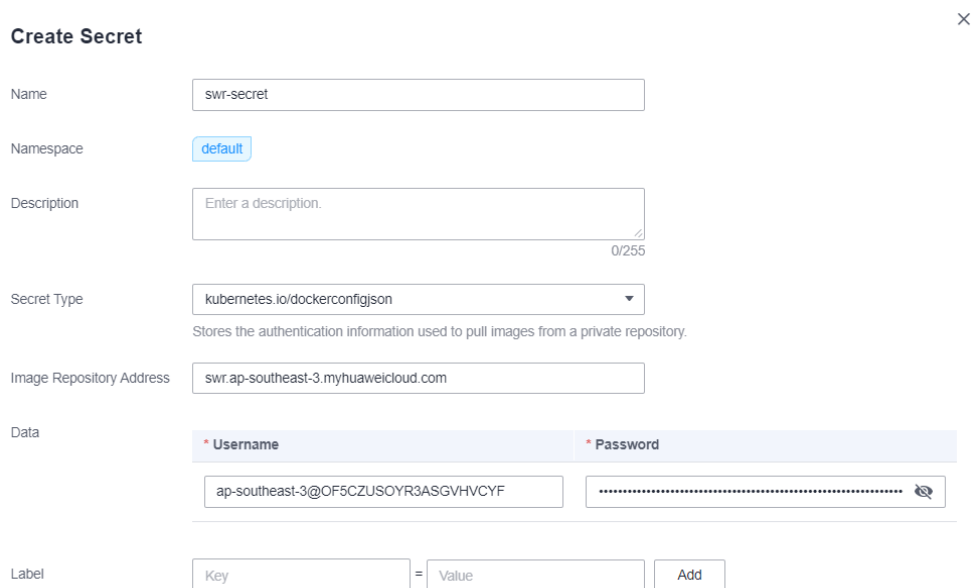 Create Secret
Name swr-secret
Namespace default
Description Enter a description.
0/255
Secret Type kubernetes.io/dockerconfigjson
Stores the authentication information used to pull images from a private repository.
Image Repository Address swr.ap-southeast-3.myhuaweicloud.com
Data
* Username * Password
ap-southeast-3@OF5CZUSOYR3ASGVHVCYF
Label Key = Value Add